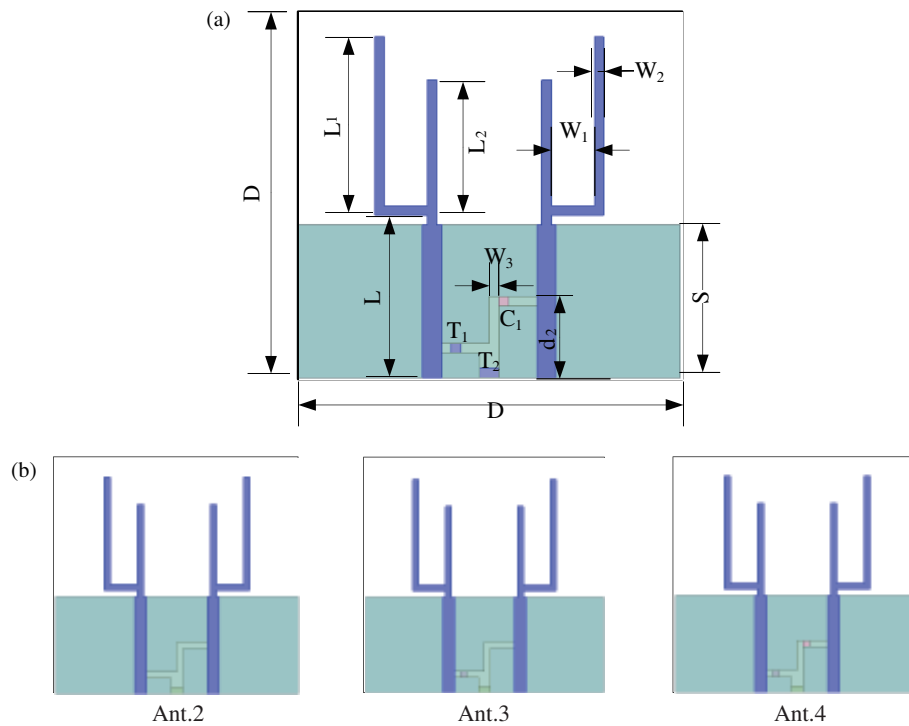 (a)
W₂
L₁
L₂
W₁
D
W₃
L
C₁
S
T₁
d₂
T₂
D
(b)
Ant.2 Ant.3 Ant.4